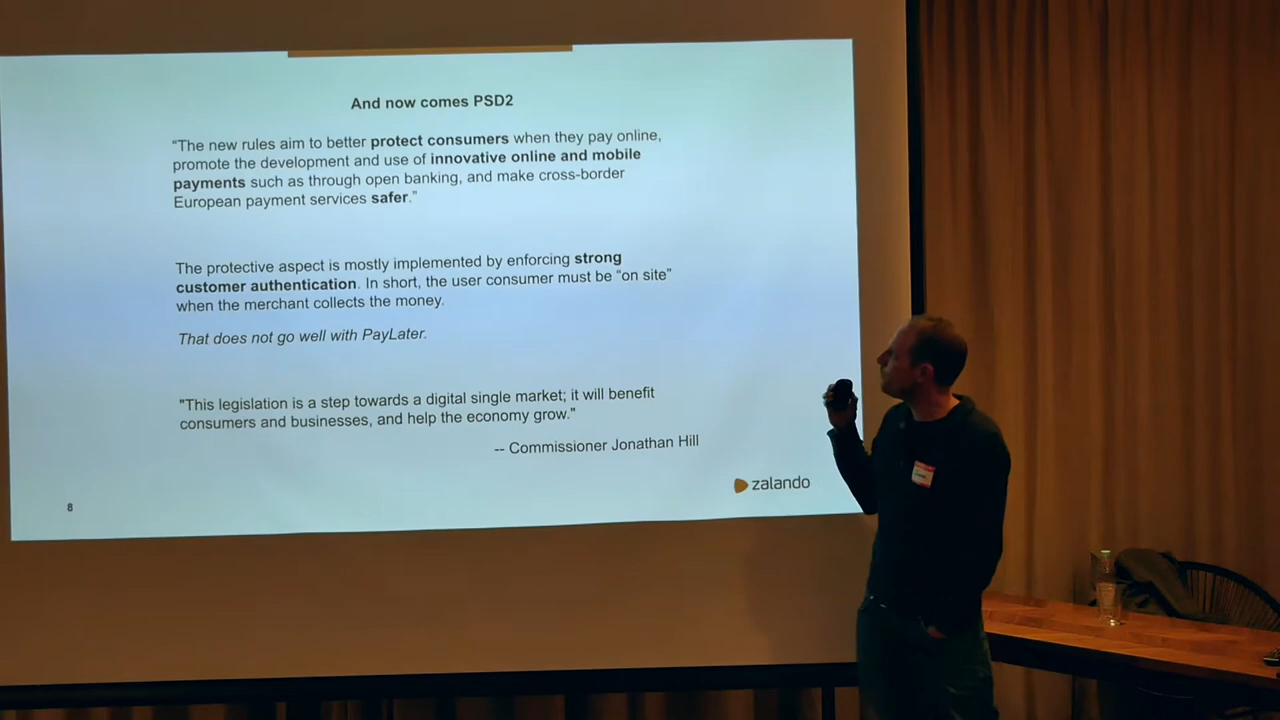 And now comes PSD2
“The new rules aim to better protect consumers when they pay online,
promote the development and use of innovative online and mobile
payments such as through open banking, and make cross-border
European payment services safer.”
The protective aspect is mostly implemented by enforcing strong
customer authentication. In short, the user consumer must be “on site”
when the merchant collects the money.
That does not go well with PayLater.
"This legislation is a step towards a digital single market; it will benefit
consumers and businesses, and help the economy grow."
-- Commissioner Jonathan Hill
zalando
8